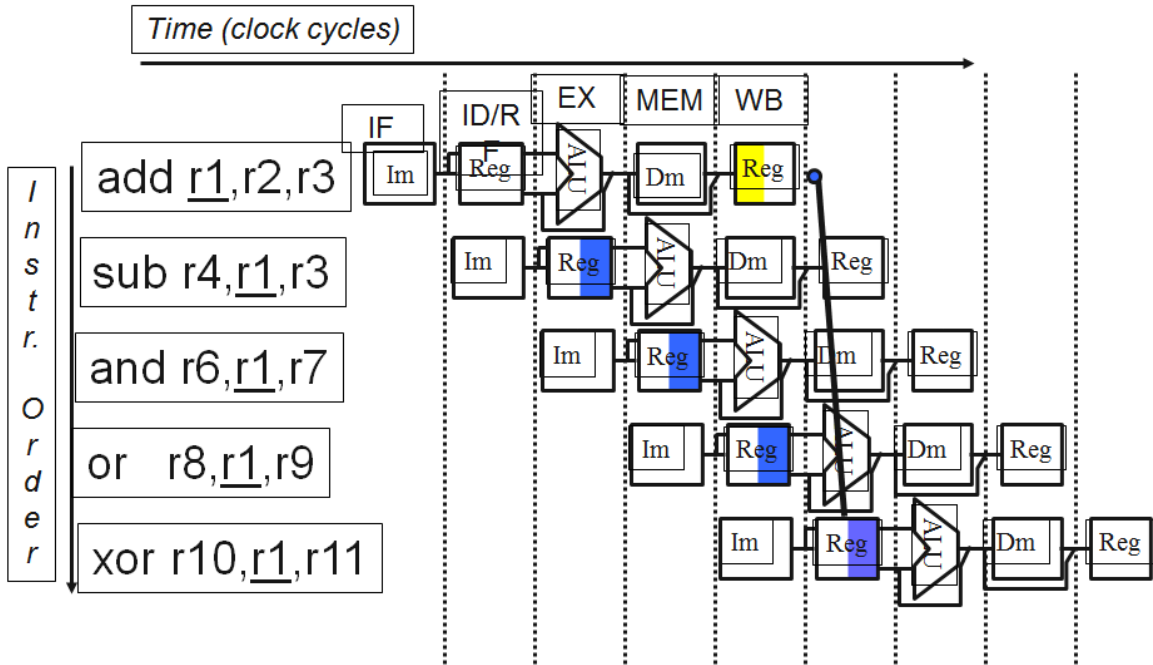 Time (clock cycles)
IF
ID/R
F
EX
MEM
WB
Instr. Order
add r1,r2,r3
Im
Reg
ALU
Dm
Reg
sub r4,r1,r3
Im
Reg
ALU
Dm
Reg
and r6,r1,r7
Im
Reg
ALU
Dm
Reg
or r8,r1,r9
Im
Reg
ALU
Dm
Reg
xor r10,r1,r11
Im
Reg
ALU
Dm
Reg